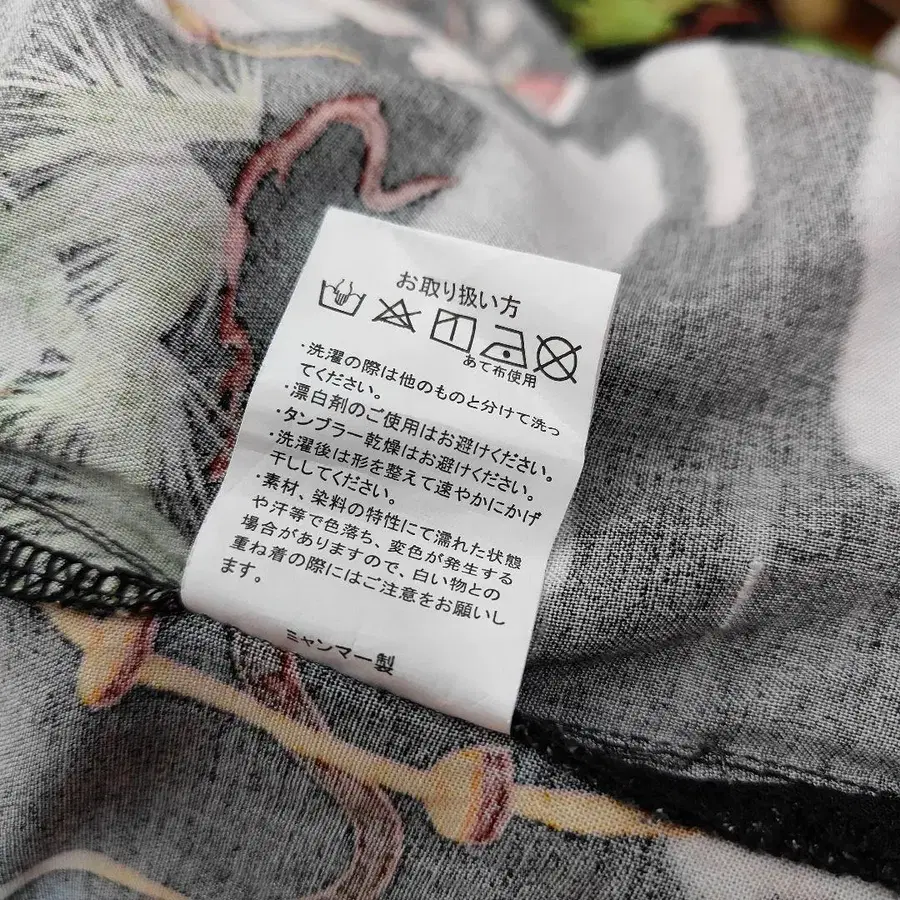 お取り扱い方
あて布使用
・洗濯の際は他のものと分けて洗っ
てください。
・漂白剤のご使用はお避けください。
・タンブラー乾燥はお避けください。
・洗濯後は形を整えて速やかにかげ
干ししてください。
・素材、染料の特性にて濡れた状態
や汗等で色落ち、変色が発生する
場合がありますので、白い物との
重ね着の際にはご注意をお願いし
ます。
ミャンマー製